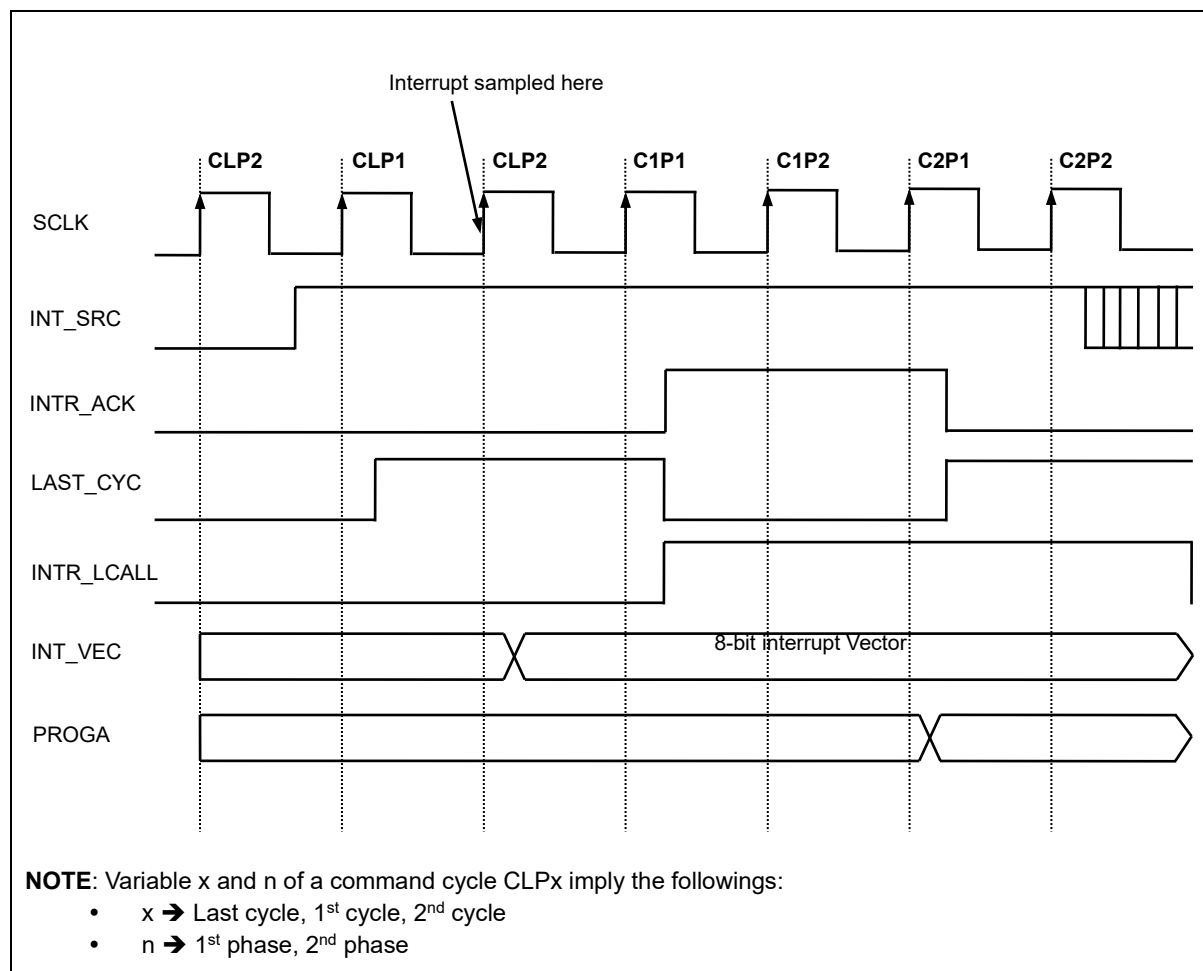 Interrupt sampled here
CLP2 CLP1 CLP2 C1P1 C1P2 C2P1 C2P2
SCLK
INT_SRC
INTR_ACK
LAST_CYC
INTR_LCALL
INT_VEC 8-bit interrupt Vector
PROGA
NOTE: Variable x and n of a command cycle CLPx imply the followings:
• x ➔ Last cycle, 1st cycle, 2nd cycle
• n ➔ 1st phase, 2nd phase